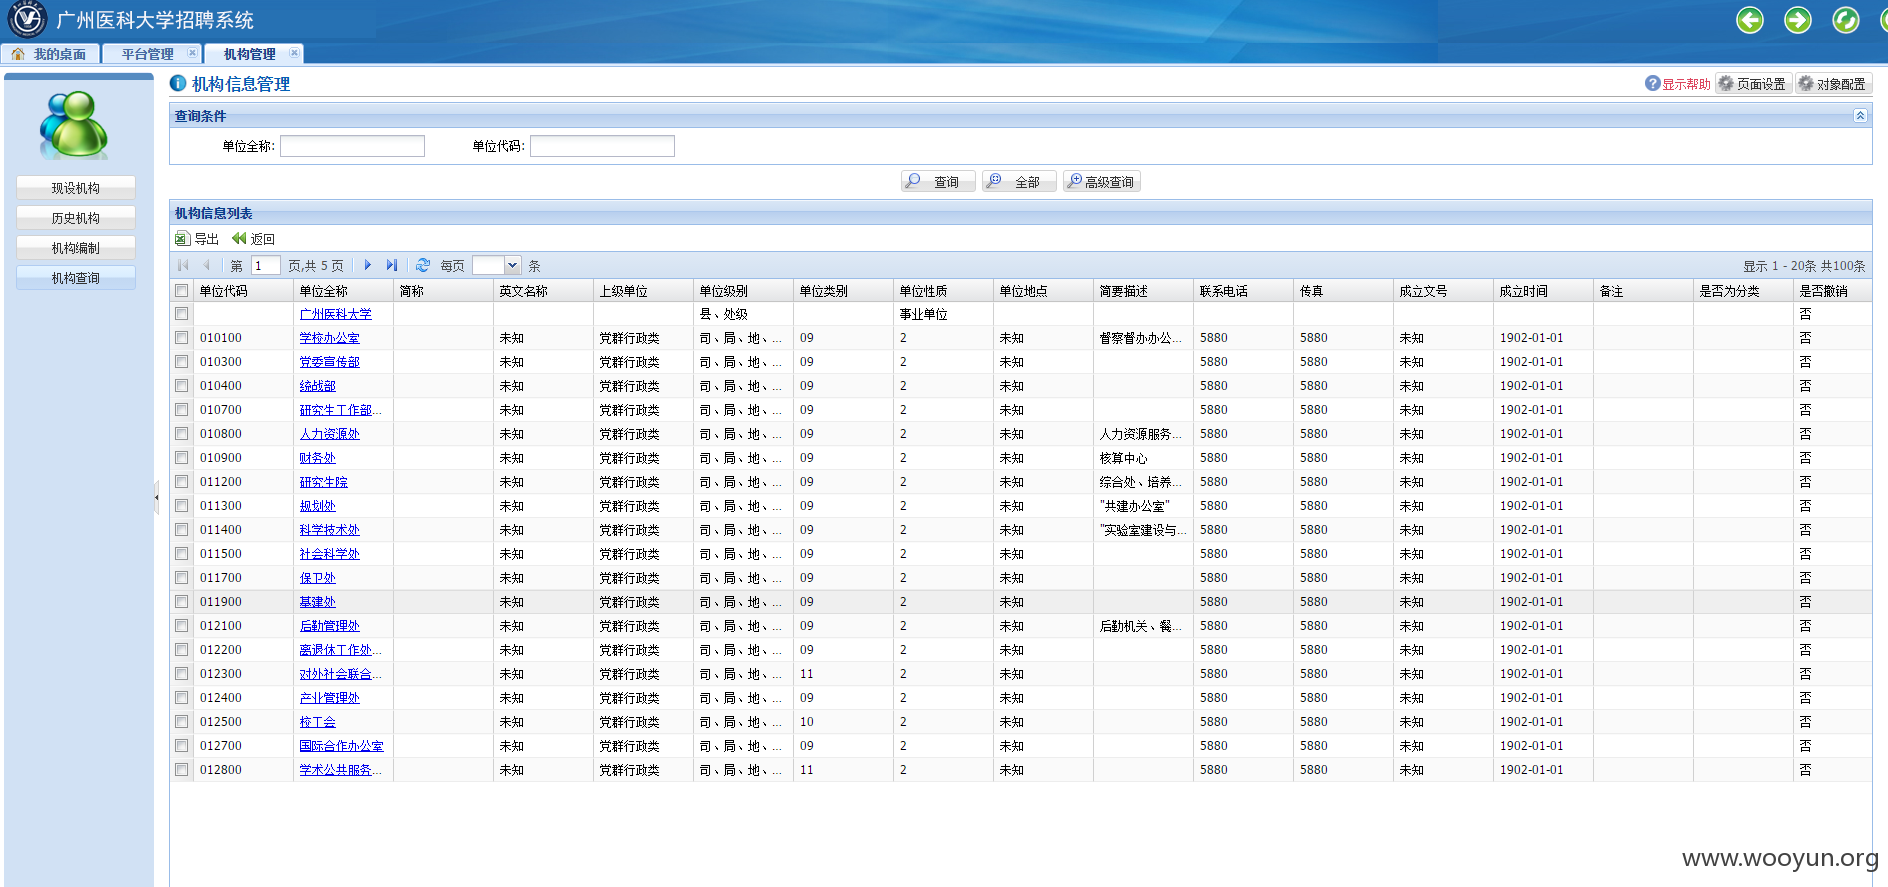 广州医科大学招聘系统
我的桌面 平台管理 机构管理
机构信息管理 显示帮助 页面设置 对象配置
现设机构
历史机构
机构编制
机构查询
查询条件
单位全称: 单位代码:
查询 全部 高级查询
机构信息列表
导出 返回
第 1 页,共 5 页 每页 条 显示 1 - 20条 共100条
单位代码 单位全称 简称 英文名称 上级单位 单位级别 单位类别 单位性质 单位地点 简要描述 联系电话 传真 成立文号 成立时间 备注 是否为分类 是否撤销
广州医科大学 县、处级 事业单位 否
010100 学校办公室 未知 党群行政类 司、局、地、... 09 2 未知 督察督办办公... 5880 5880 未知 1902-01-01 否
010300 党委宣传部 未知 党群行政类 司、局、地、... 09 2 未知 5880 5880 未知 1902-01-01 否
010400 统战部 未知 党群行政类 司、局、地、... 09 2 未知 5880 5880 未知 1902-01-01 否
010700 研究生工作部... 未知 党群行政类 司、局、地、... 09 2 未知 5880 5880 未知 1902-01-01 否
010800 人力资源处 未知 党群行政类 司、局、地、... 09 2 未知 人力资源服务... 5880 5880 未知 1902-01-01 否
010900 财务处 未知 党群行政类 司、局、地、... 09 2 未知 核算中心 5880 5880 未知 1902-01-01 否
011200 研究生院 未知 党群行政类 司、局、地、... 09 2 未知 综合处、培养... 5880 5880 未知 1902-01-01 否
011300 规划处 未知 党群行政类 司、局、地、... 09 2 未知 "共建办公室" 5880 5880 未知 1902-01-01 否
011400 科学技术处 未知 党群行政类 司、局、地、... 09 2 未知 "实验室建设与... 5880 5880 未知 1902-01-01 否
011500 社会科学处 未知 党群行政类 司、局、地、... 09 2 未知 5880 5880 未知 1902-01-01 否
011700 保卫处 未知 党群行政类 司、局、地、... 09 2 未知 5880 5880 未知 1902-01-01 否
011900 基建处 未知 党群行政类 司、局、地、... 09 2 未知 5880 5880 未知 1902-01-01 否
012100 后勤管理处 未知 党群行政类 司、局、地、... 09 2 未知 后勤机关、餐... 5880 5880 未知 1902-01-01 否
012200 离退休工作处... 未知 党群行政类 司、局、地、... 09 2 未知 5880 5880 未知 1902-01-01 否
012300 对外社会联合... 未知 党群行政类 司、局、地、... 11 2 未知 5880 5880 未知 1902-01-01 否
012400 产业管理处 未知 党群行政类 司、局、地、... 09 2 未知 5880 5880 未知 1902-01-01 否
012500 校工会 未知 党群行政类 司、局、地、... 10 2 未知 5880 5880 未知 1902-01-01 否
012700 国际合作办公室 未知 党群行政类 司、局、地、... 09 2 未知 5880 5880 未知 1902-01-01 否
012800 学术公共服务... 未知 党群行政类 司、局、地、... 11 2 未知 5880 5880 未知 1902-01-01 否
www.wooyun.org